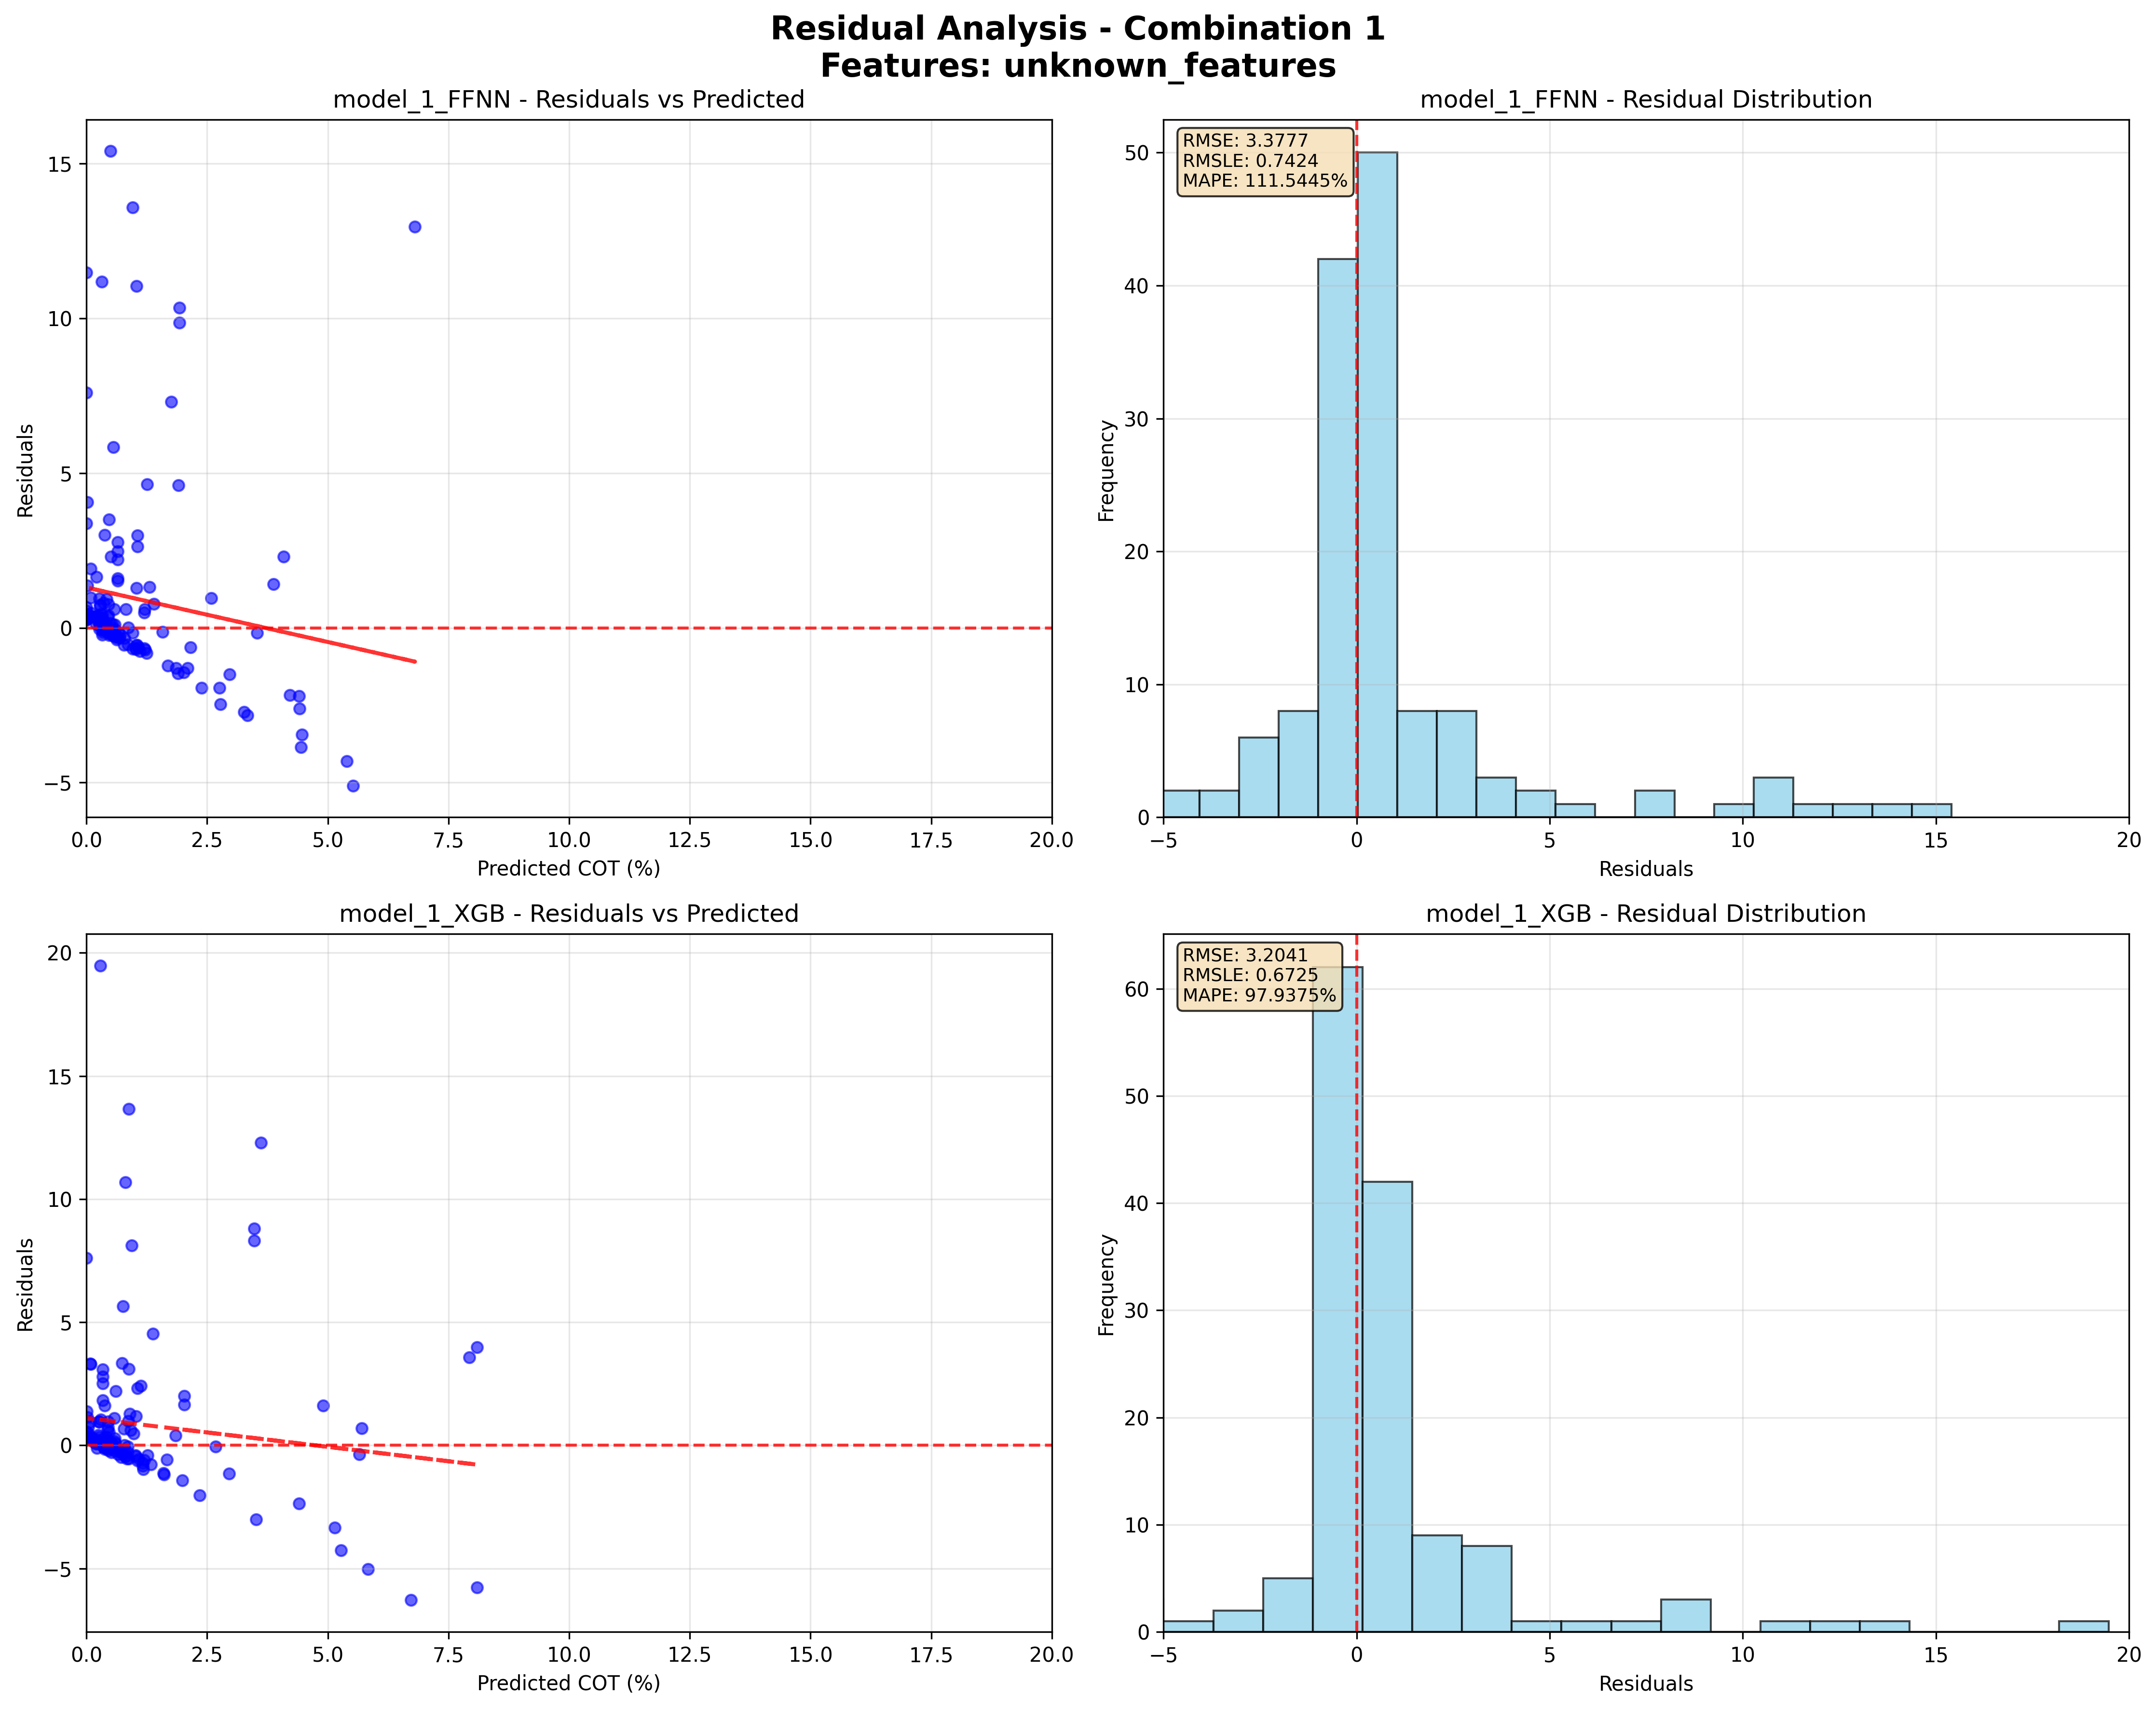 Residual Analysis - Combination 1
Features: unknown_features
model_1_FFNN - Residuals vs Predicted
15
10
5
0
−5
Residuals
0.0 2.5 5.0 7.5 10.0 12.5 15.0 17.5 20.0
Predicted COT (%)
model_1_FFNN - Residual Distribution
RMSE: 3.3777
RMSLE: 0.7424
MAPE: 111.5445%
50
40
30
20
10
0
Frequency
−5 0 5 10 15 20
Residuals
model_1_XGB - Residuals vs Predicted
20
15
10
5
0
−5
Residuals
0.0 2.5 5.0 7.5 10.0 12.5 15.0 17.5 20.0
Predicted COT (%)
model_1_XGB - Residual Distribution
RMSE: 3.2041
RMSLE: 0.6725
MAPE: 97.9375%
60
50
40
30
20
10
0
Frequency
−5 0 5 10 15 20
Residuals